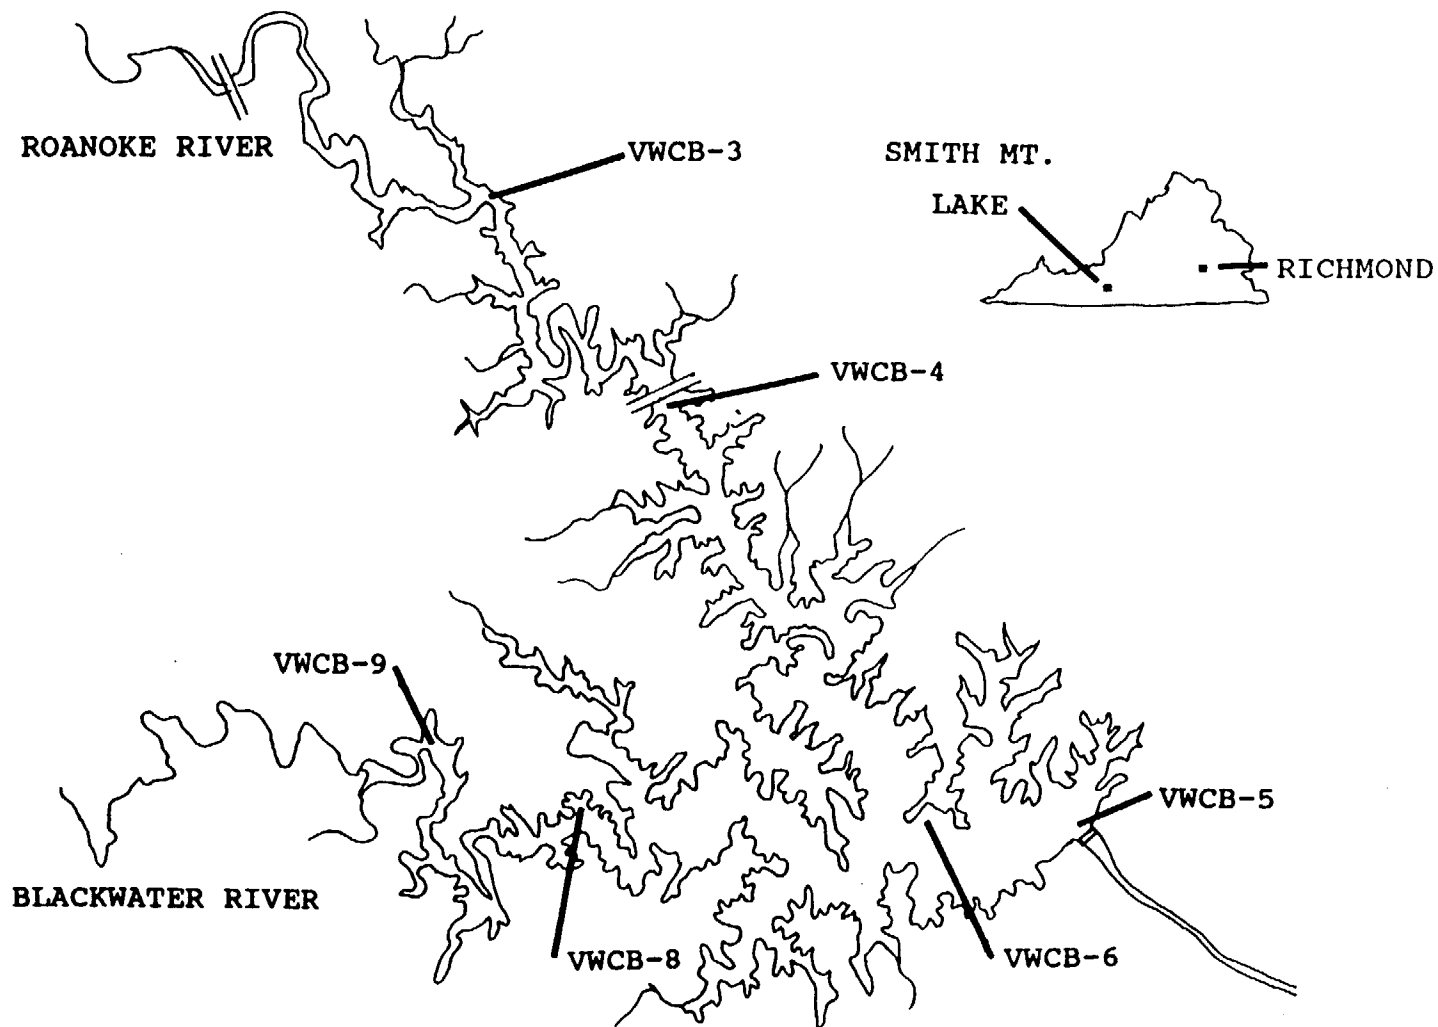 ROANOKE RIVER
VWCB-3
SMITH MT.
LAKE
RICHMOND
VWCB-4
VWCB-9
VWCB-5
BLACKWATER RIVER
VWCB-8
VWCB-6